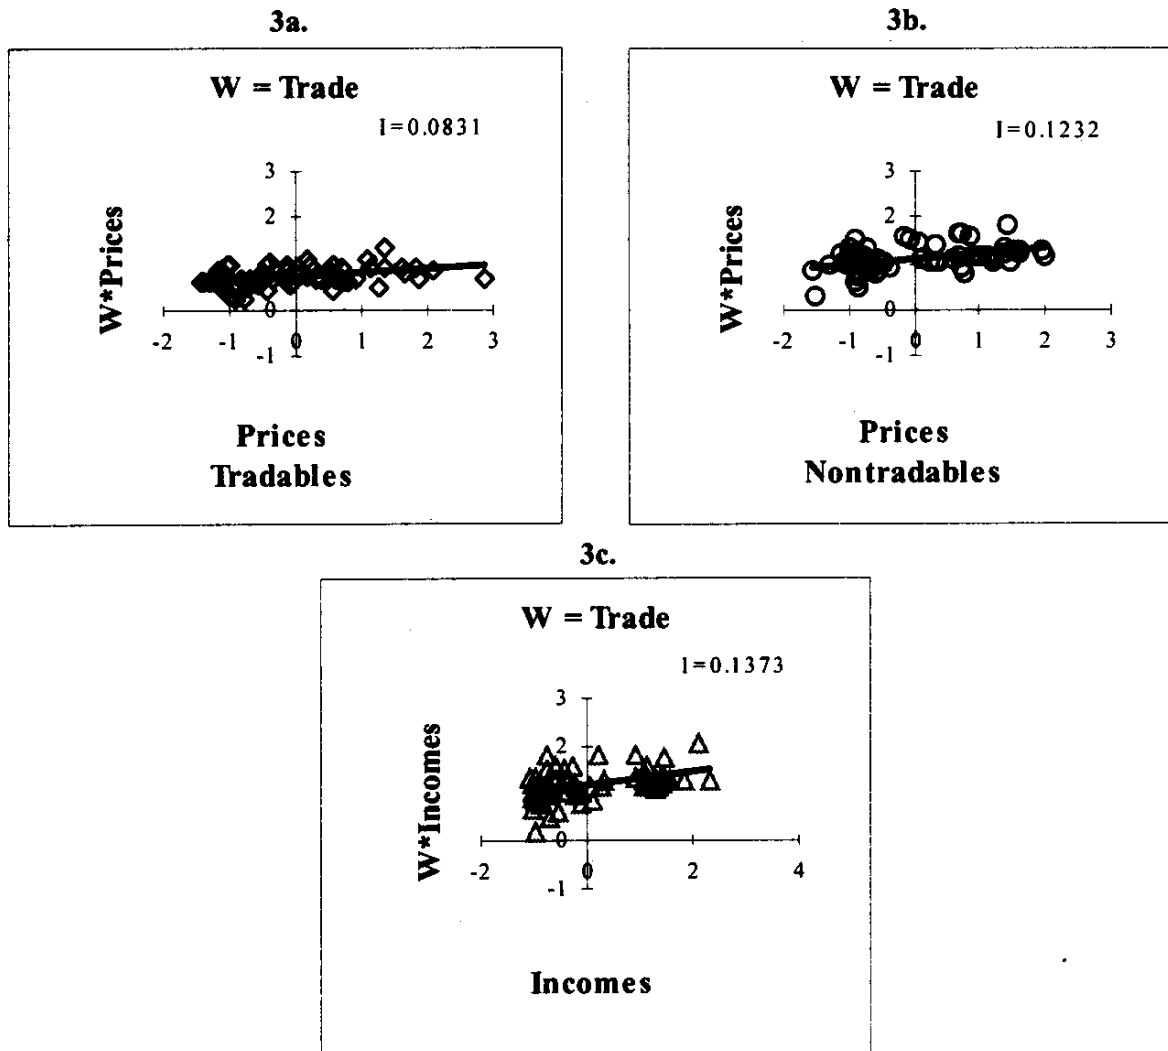 3a.
W = Trade
I=0.0831
3
2
1
0
-1
-2
-1
0
1
2
3
W*Prices
Prices
Tradables
3b.
W = Trade
I=0.1232
3
2
1
0
-1
-2
-1
0
1
2
3
W*Prices
Prices
Nontradables
3c.
W = Trade
I=0.1373
3
2
1
0
-1
-2
0
2
4
W*Incomes
Incomes